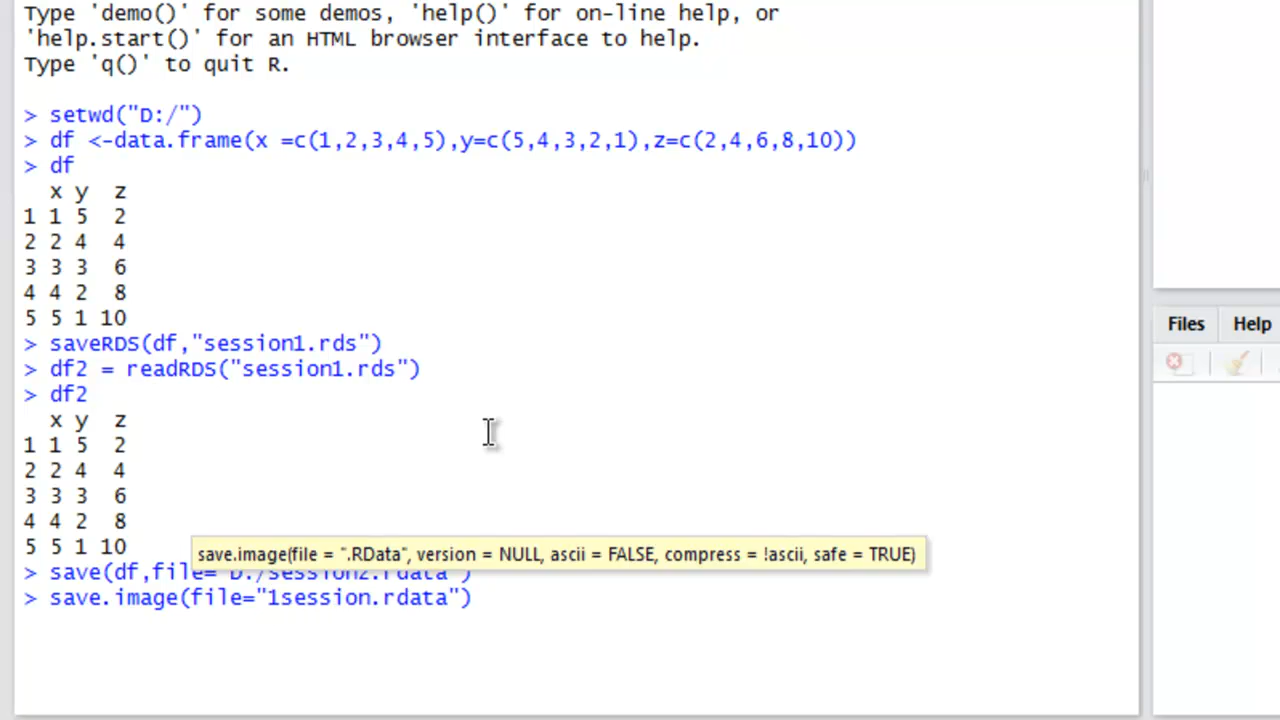 Type 'demo()' for some demos, 'help()' for on-line help, or
'help.start()' for an HTML browser interface to help.
Type 'q()' to quit R.
> setwd("D:/")
> df <-data.frame(x =c(1,2,3,4,5),y=c(5,4,3,2,1),z=c(2,4,6,8,10))
> df
x y z
1 1 5 2
2 2 4 4
3 3 3 6
4 4 2 8
5 5 1 10
> saveRDS(df,"session1.rds")
> df2 = readRDS("session1.rds")
> df2
x y z
1 1 5 2
2 2 4 4
3 3 3 6
4 4 2 8
5 5 1 10
save.image(file = ".RData", version = NULL, ascii = FALSE, compress = !ascii, safe = TRUE)
> save(df,file="D:/session2.rdata")
> save.image(file="1session.rdata")
Files Help